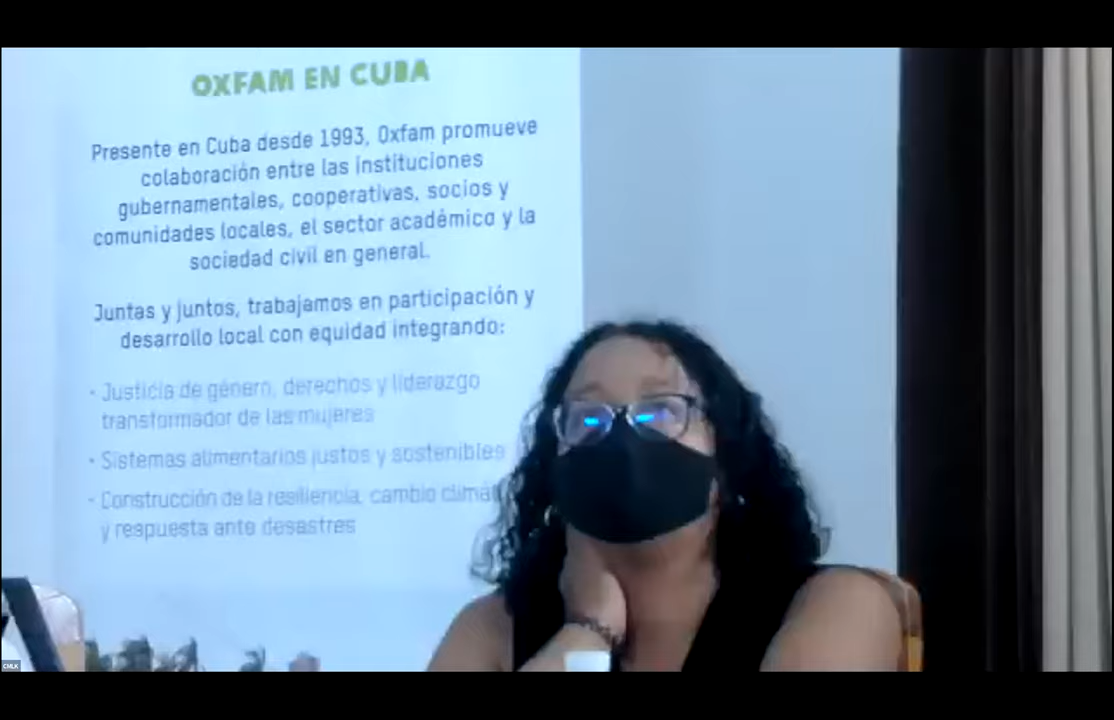 OXFAM EN CUBA
Presente en Cuba desde 1993, Oxfam promueve
colaboración entre las instituciones
gubernamentales, cooperativas, socios y
comunidades locales, el sector académico y la
sociedad civil en general.
Juntas y juntos, trabajamos en participación y
desarrollo local con equidad integrando:
· Justicia de género, derechos y liderazgo
transformador de las mujeres
· Sistemas alimentarios justos y sostenibles
· Construcción de la resiliencia, cambio climát
y respuesta ante desastres
CMLK